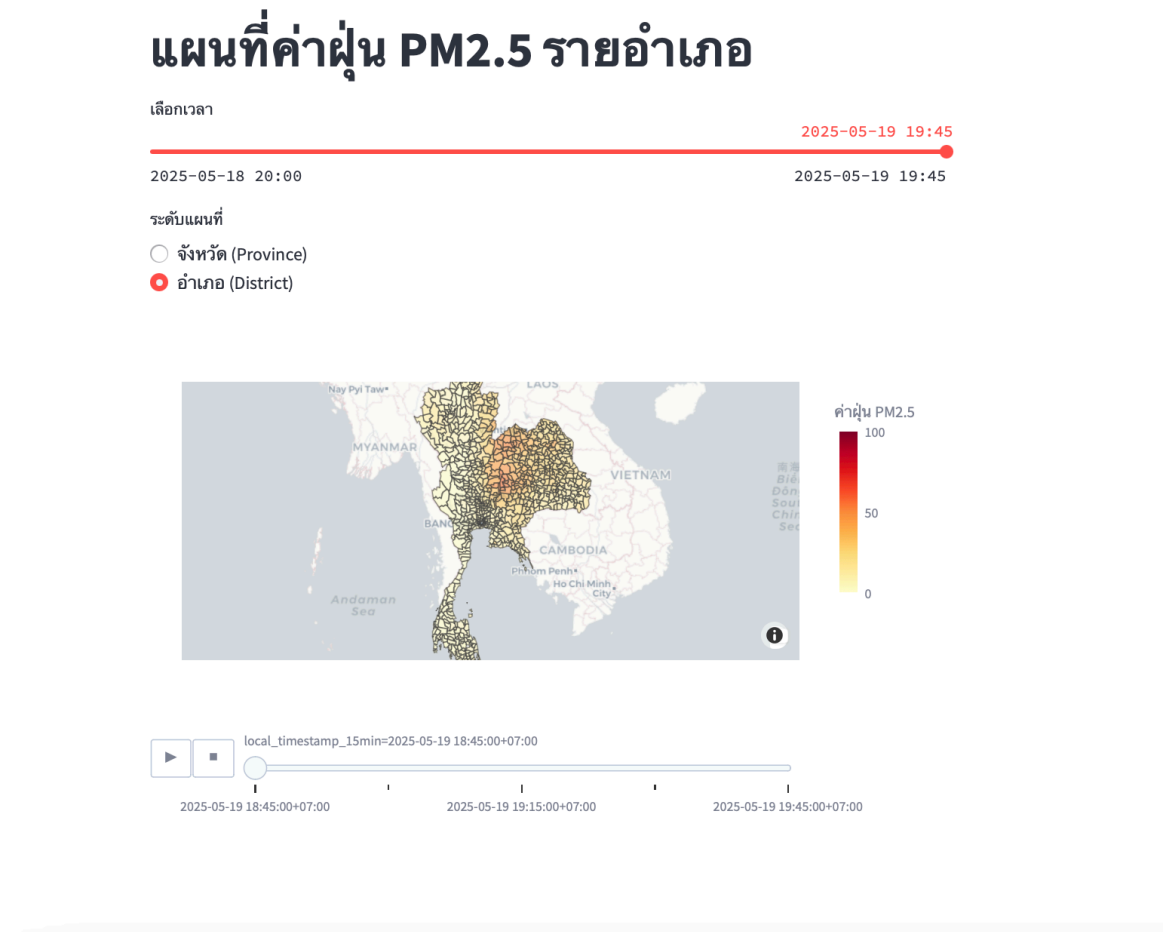 แผนที่ค่าฝุ่น PM2.5 รายอำเภอ
เลือกเวลา
2025-05-19 19:45
2025-05-18 20:00
2025-05-19 19:45
ระดับแผนที่
จังหวัด (Province)
อำเภอ (District)
Nay Pyi Taw
LAOS
MYANMAR
VIETNAM
BANG
CAMBODIA
Phnom Penh
Ho Chi Minh
City
Andaman
Sea
ค่าฝุ่น PM2.5
100
50
0
local_timestamp_15min=2025-05-19 18:45:00+07:00
2025-05-19 18:45:00+07:00
2025-05-19 19:15:00+07:00
2025-05-19 19:45:00+07:00